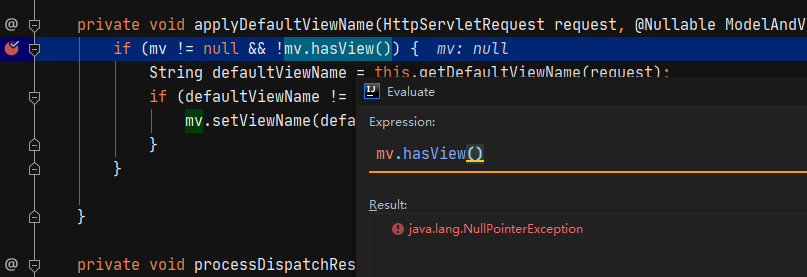 @ private void applyDefaultViewName(HttpServletRequest request, @Nullable ModelAndV
if (mv != null && !mv.hasView()) { mv: null
String defaultViewName = this.getDefaultViewName(request);
if (defaultViewName !=
mv.setViewName(defa
}
}
}
@ private void processDispatchRes
IJ Evaluate
Expression:
mv.hasView()
Result:
java.lang.NullPointerException